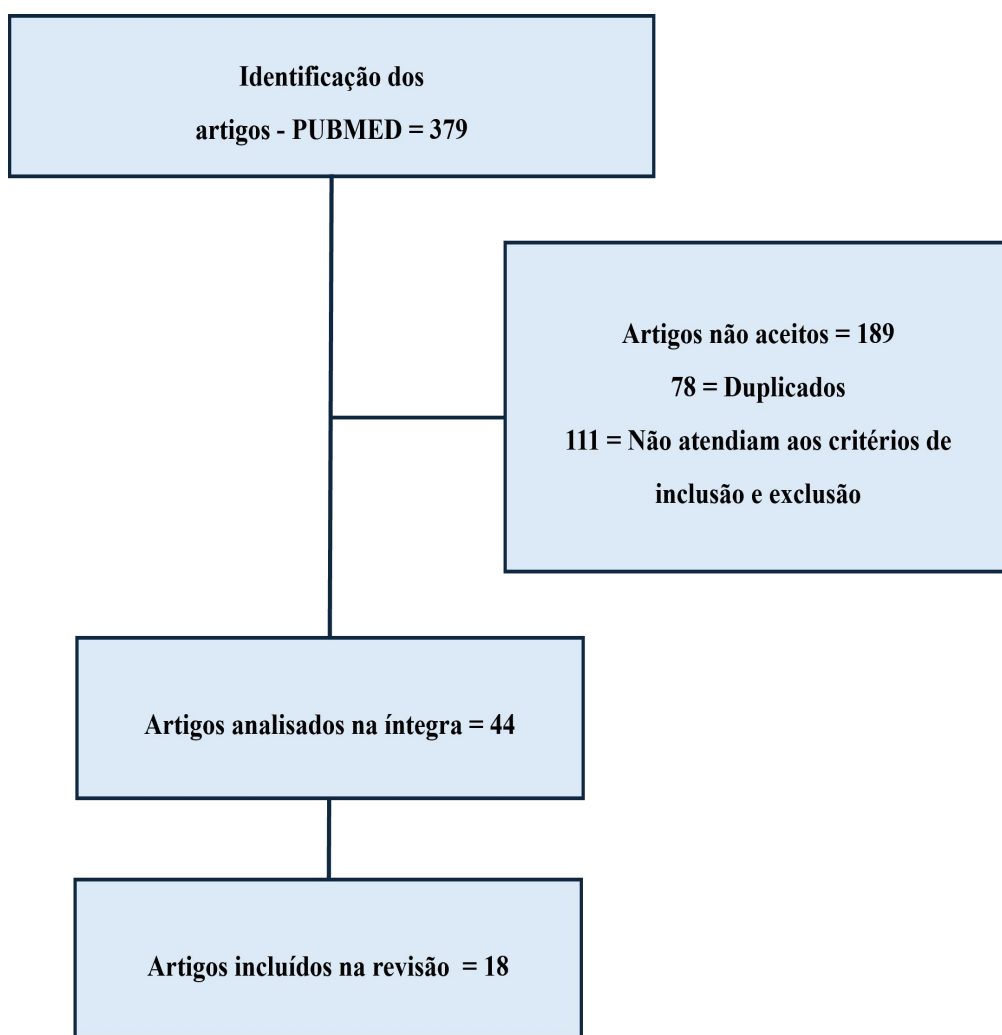 Identificação dos
artigos - PUBMED = 379
Artigos não aceitos = 189
78 = Duplicados
111 = Não atendiam aos critérios de
inclusão e exclusão
Artigos analisados na íntegra = 44
Artigos incluídos na revisão = 18